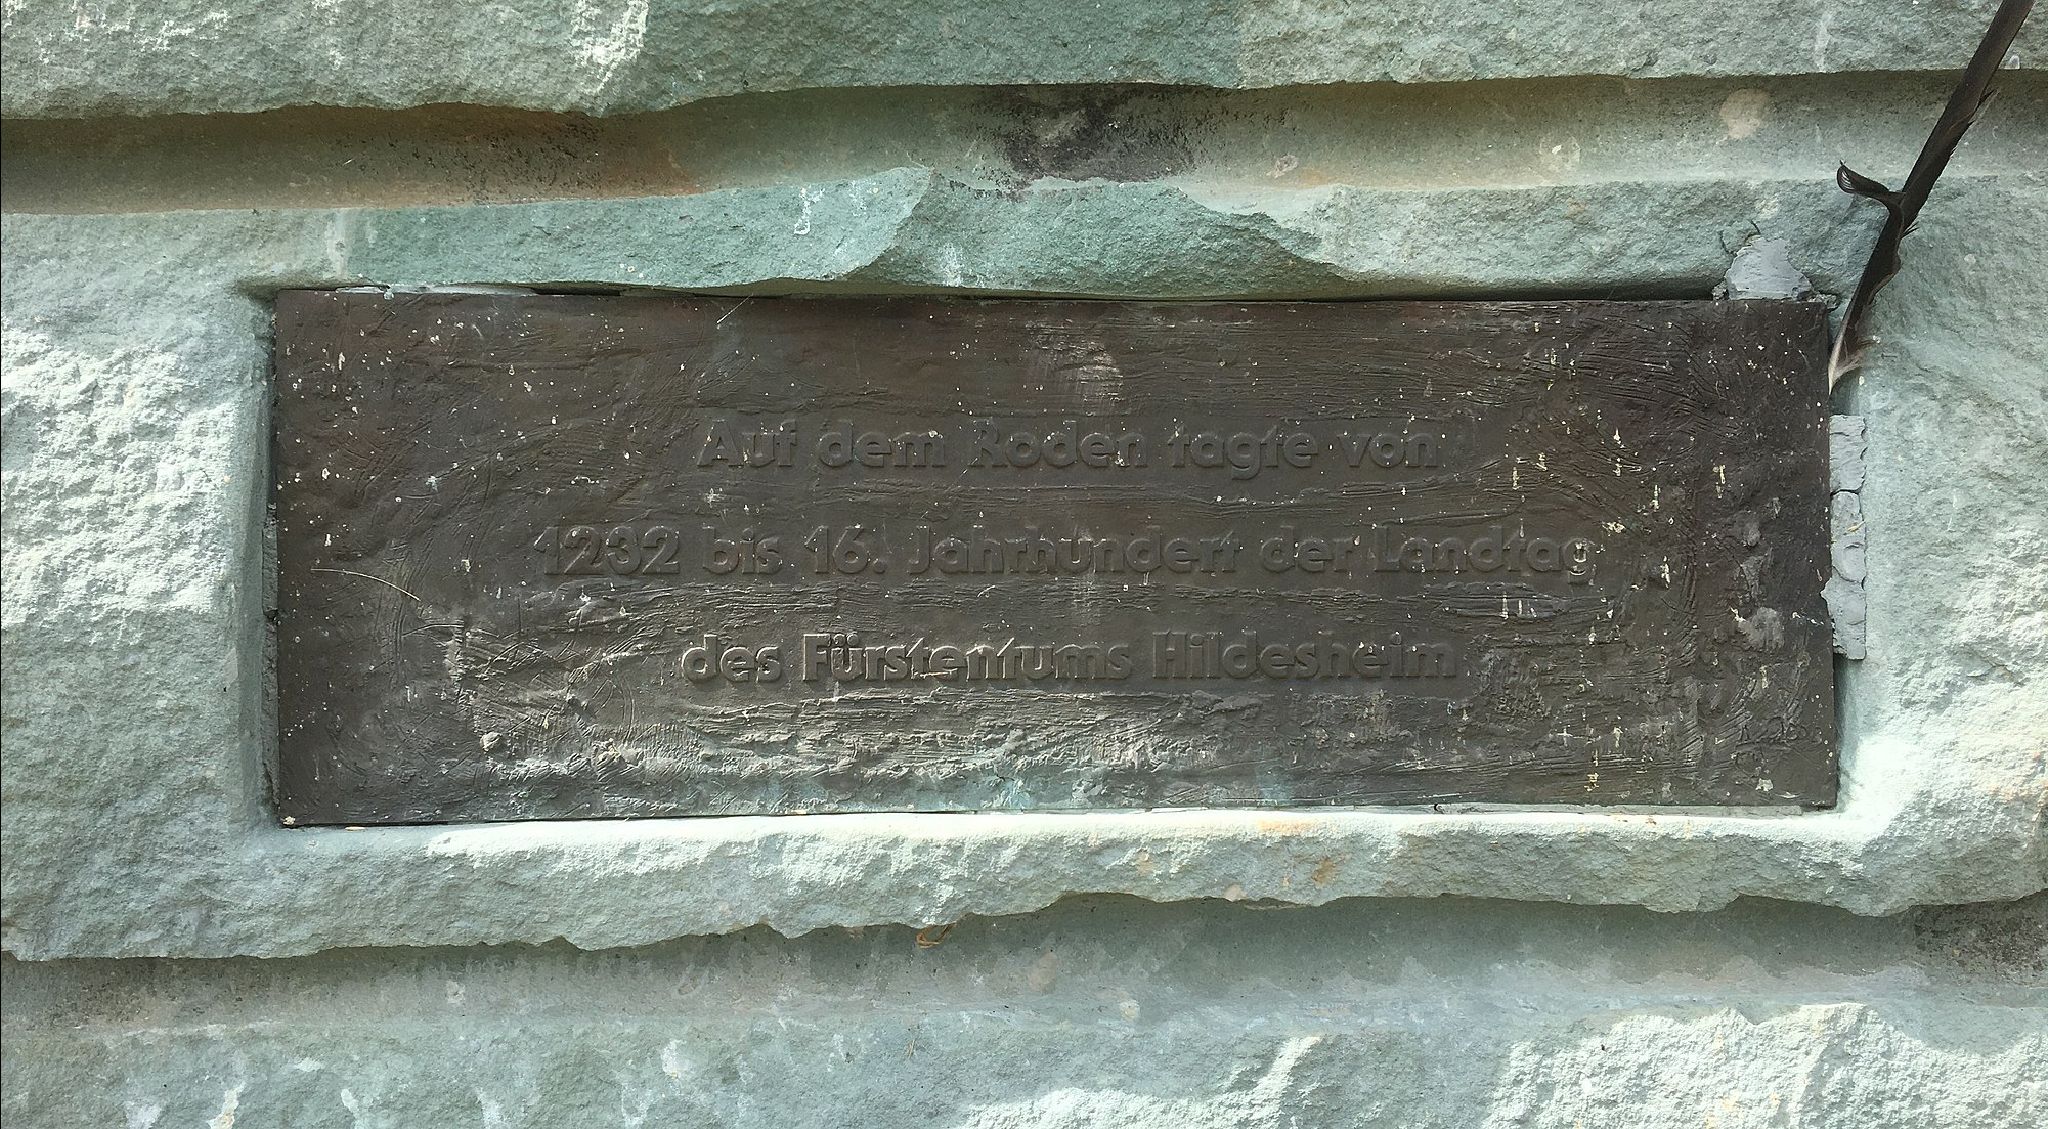 Auf dem Roden tagte von
1232 bis 16. Jahrhundert der Landtag
des Fürstentums Hildesheim